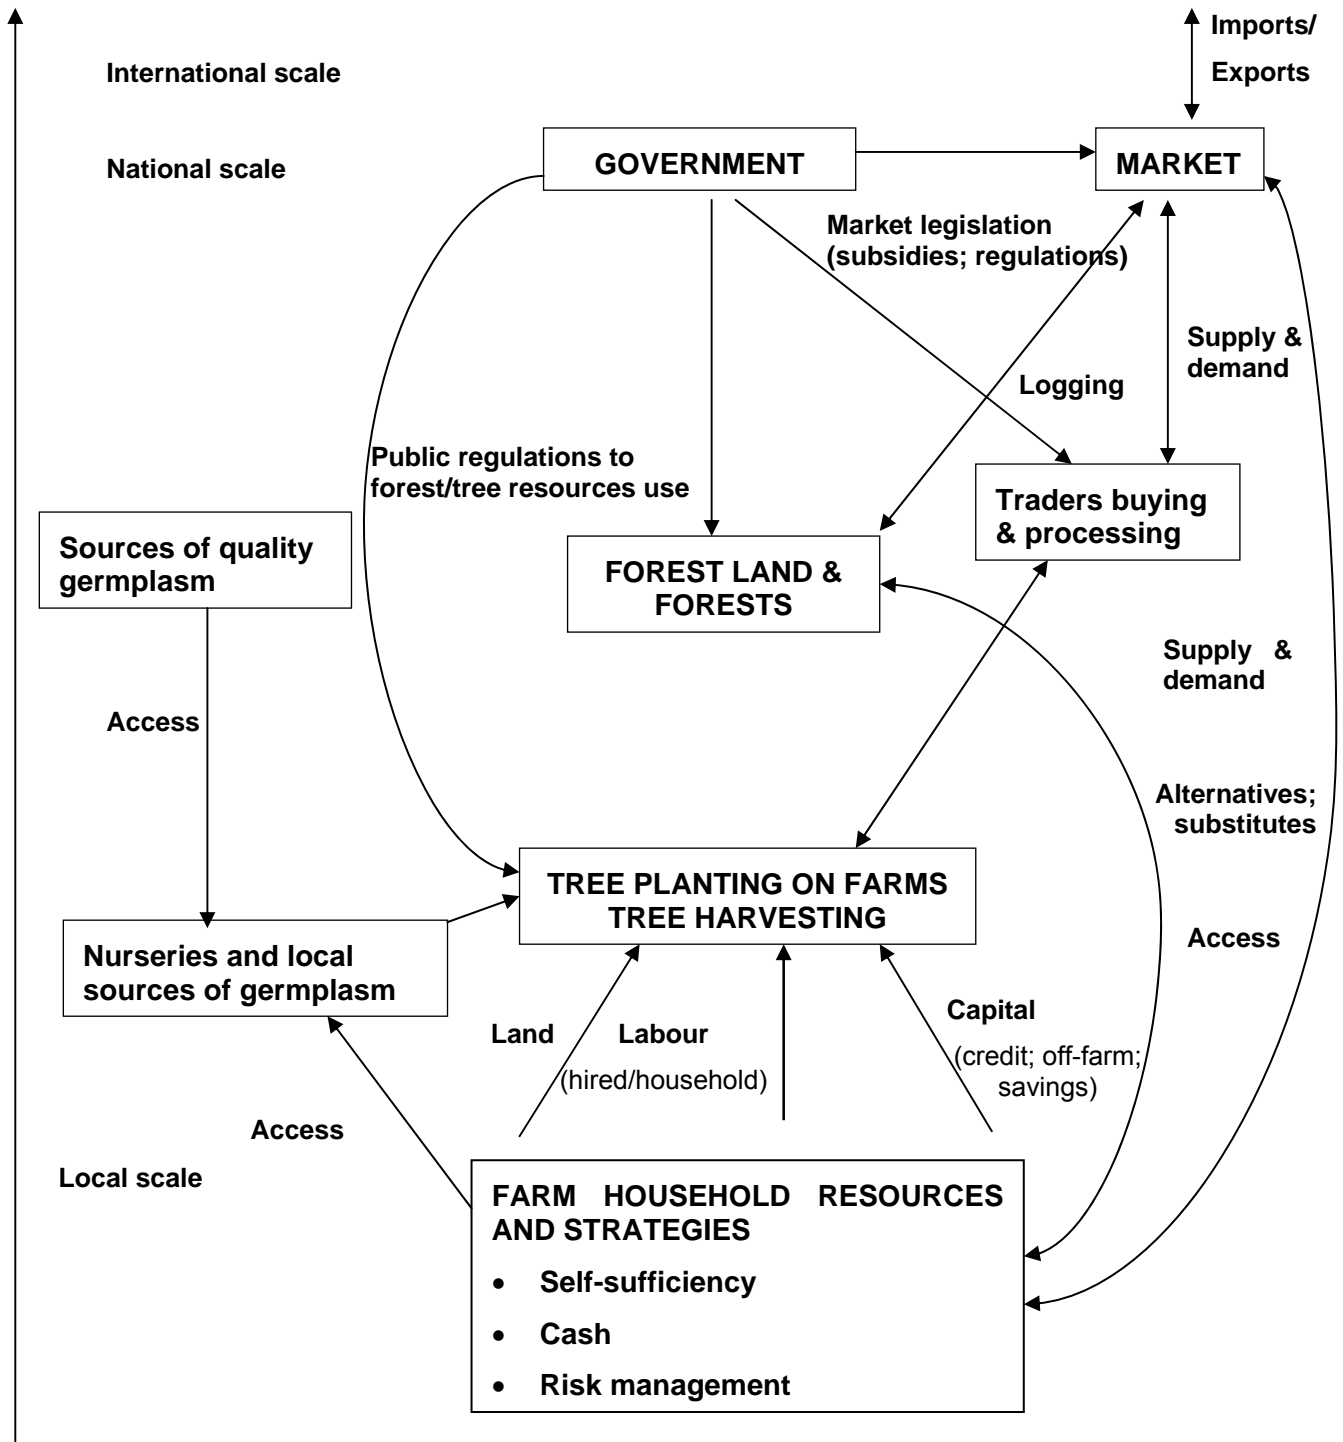 Imports/
Exports
International scale
National scale
GOVERNMENT
MARKET
Market legislation
(subsidies; regulations)
Supply &
demand
Logging
Public regulations to
forest/tree resources use
Traders buying
& processing
Sources of quality
germplasm
FOREST LAND &
FORESTS
Supply &
demand
Access
Alternatives;
substitutes
TREE PLANTING ON FARMS
TREE HARVESTING
Access
Nurseries and local
sources of germplasm
Land
Labour
(hired/household)
Capital
(credit; off-farm;
savings)
Access
Local scale
FARM HOUSEHOLD RESOURCES
AND STRATEGIES
• Self-sufficiency
• Cash
• Risk management